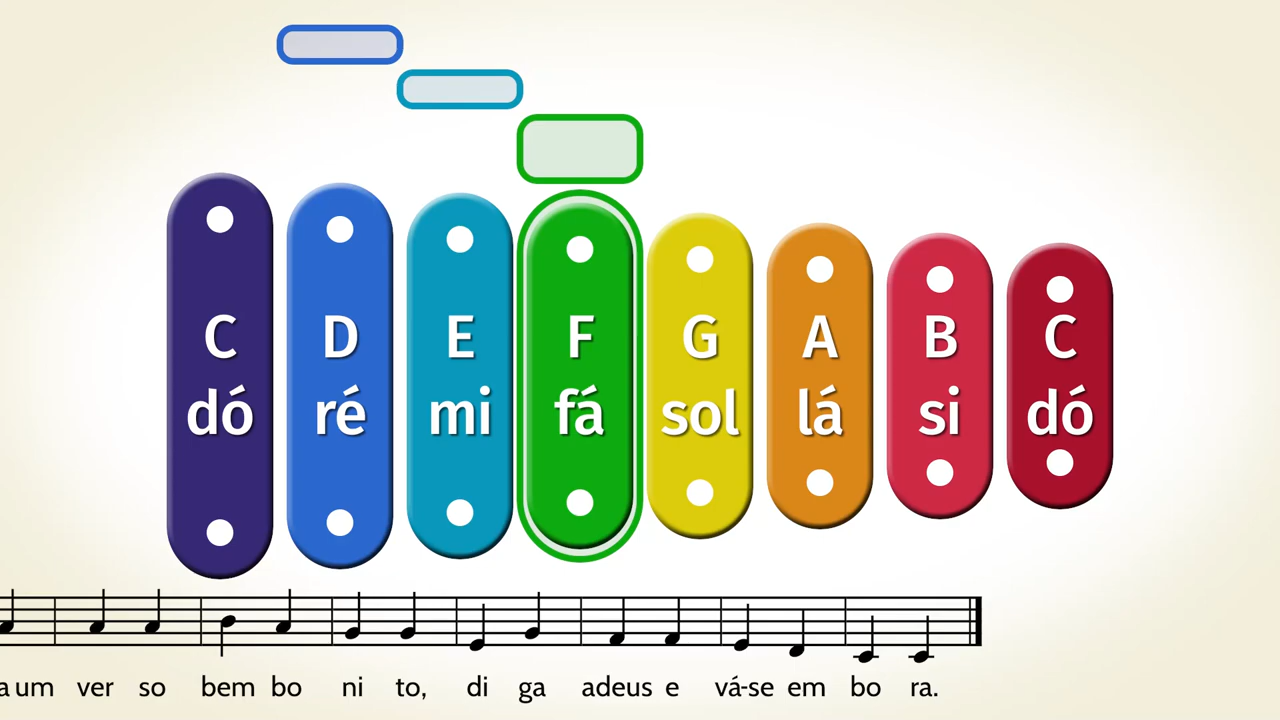 C D E F G A B C
dó ré mi fá sol lá si dó
a um ver so bem bo ni to, di ga adeus e vá-se em bo ra.